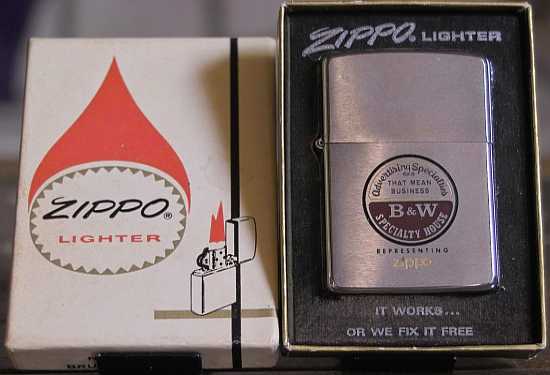 ZIPPO®
LIGHTER
BRU
ZIPPO® LIGHTER
Advertising Specialties
THAT MEAN
BUSINESS
B&W
SPECIALTY HOUSE
REPRESENTING
zippo
IT WORKS...
OR WE FIX IT FREE